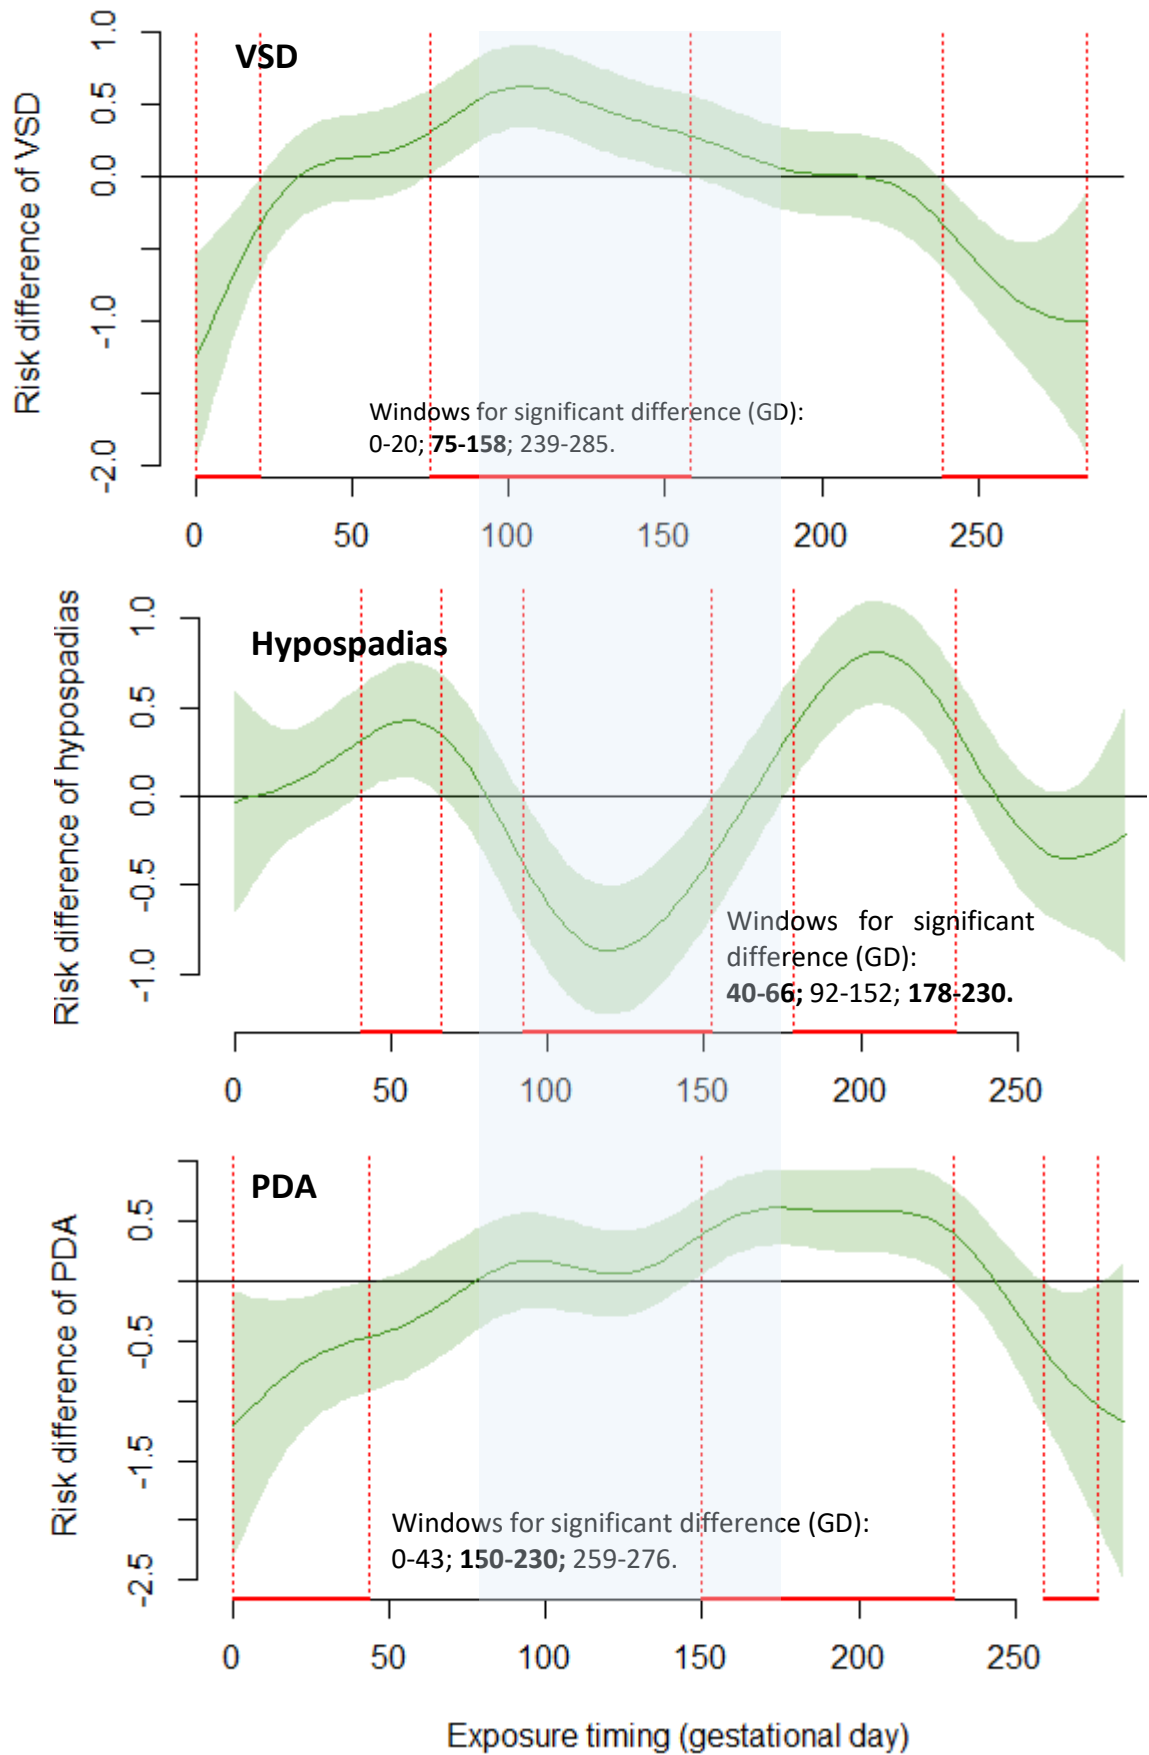 VSD
Risk difference of VSD
1.0
0.5
0.0
-1.0
-2.0
Windows for significant difference (GD):
0-20; 75-158; 239-285.
0 50 100 150 200 250
Hypospadias
Risk difference of hypospadias
1.0
0.5
0.0
-0.5
-1.0
Windows for significant
difference (GD):
40-66; 92-152; 178-230.
0 50 100 150 200 250
PDA
Risk difference of PDA
0.5
-0.5
-1.5
-2.5
Windows for significant difference (GD):
0-43; 150-230; 259-276.
0 50 100 150 200 250
Exposure timing (gestational day)